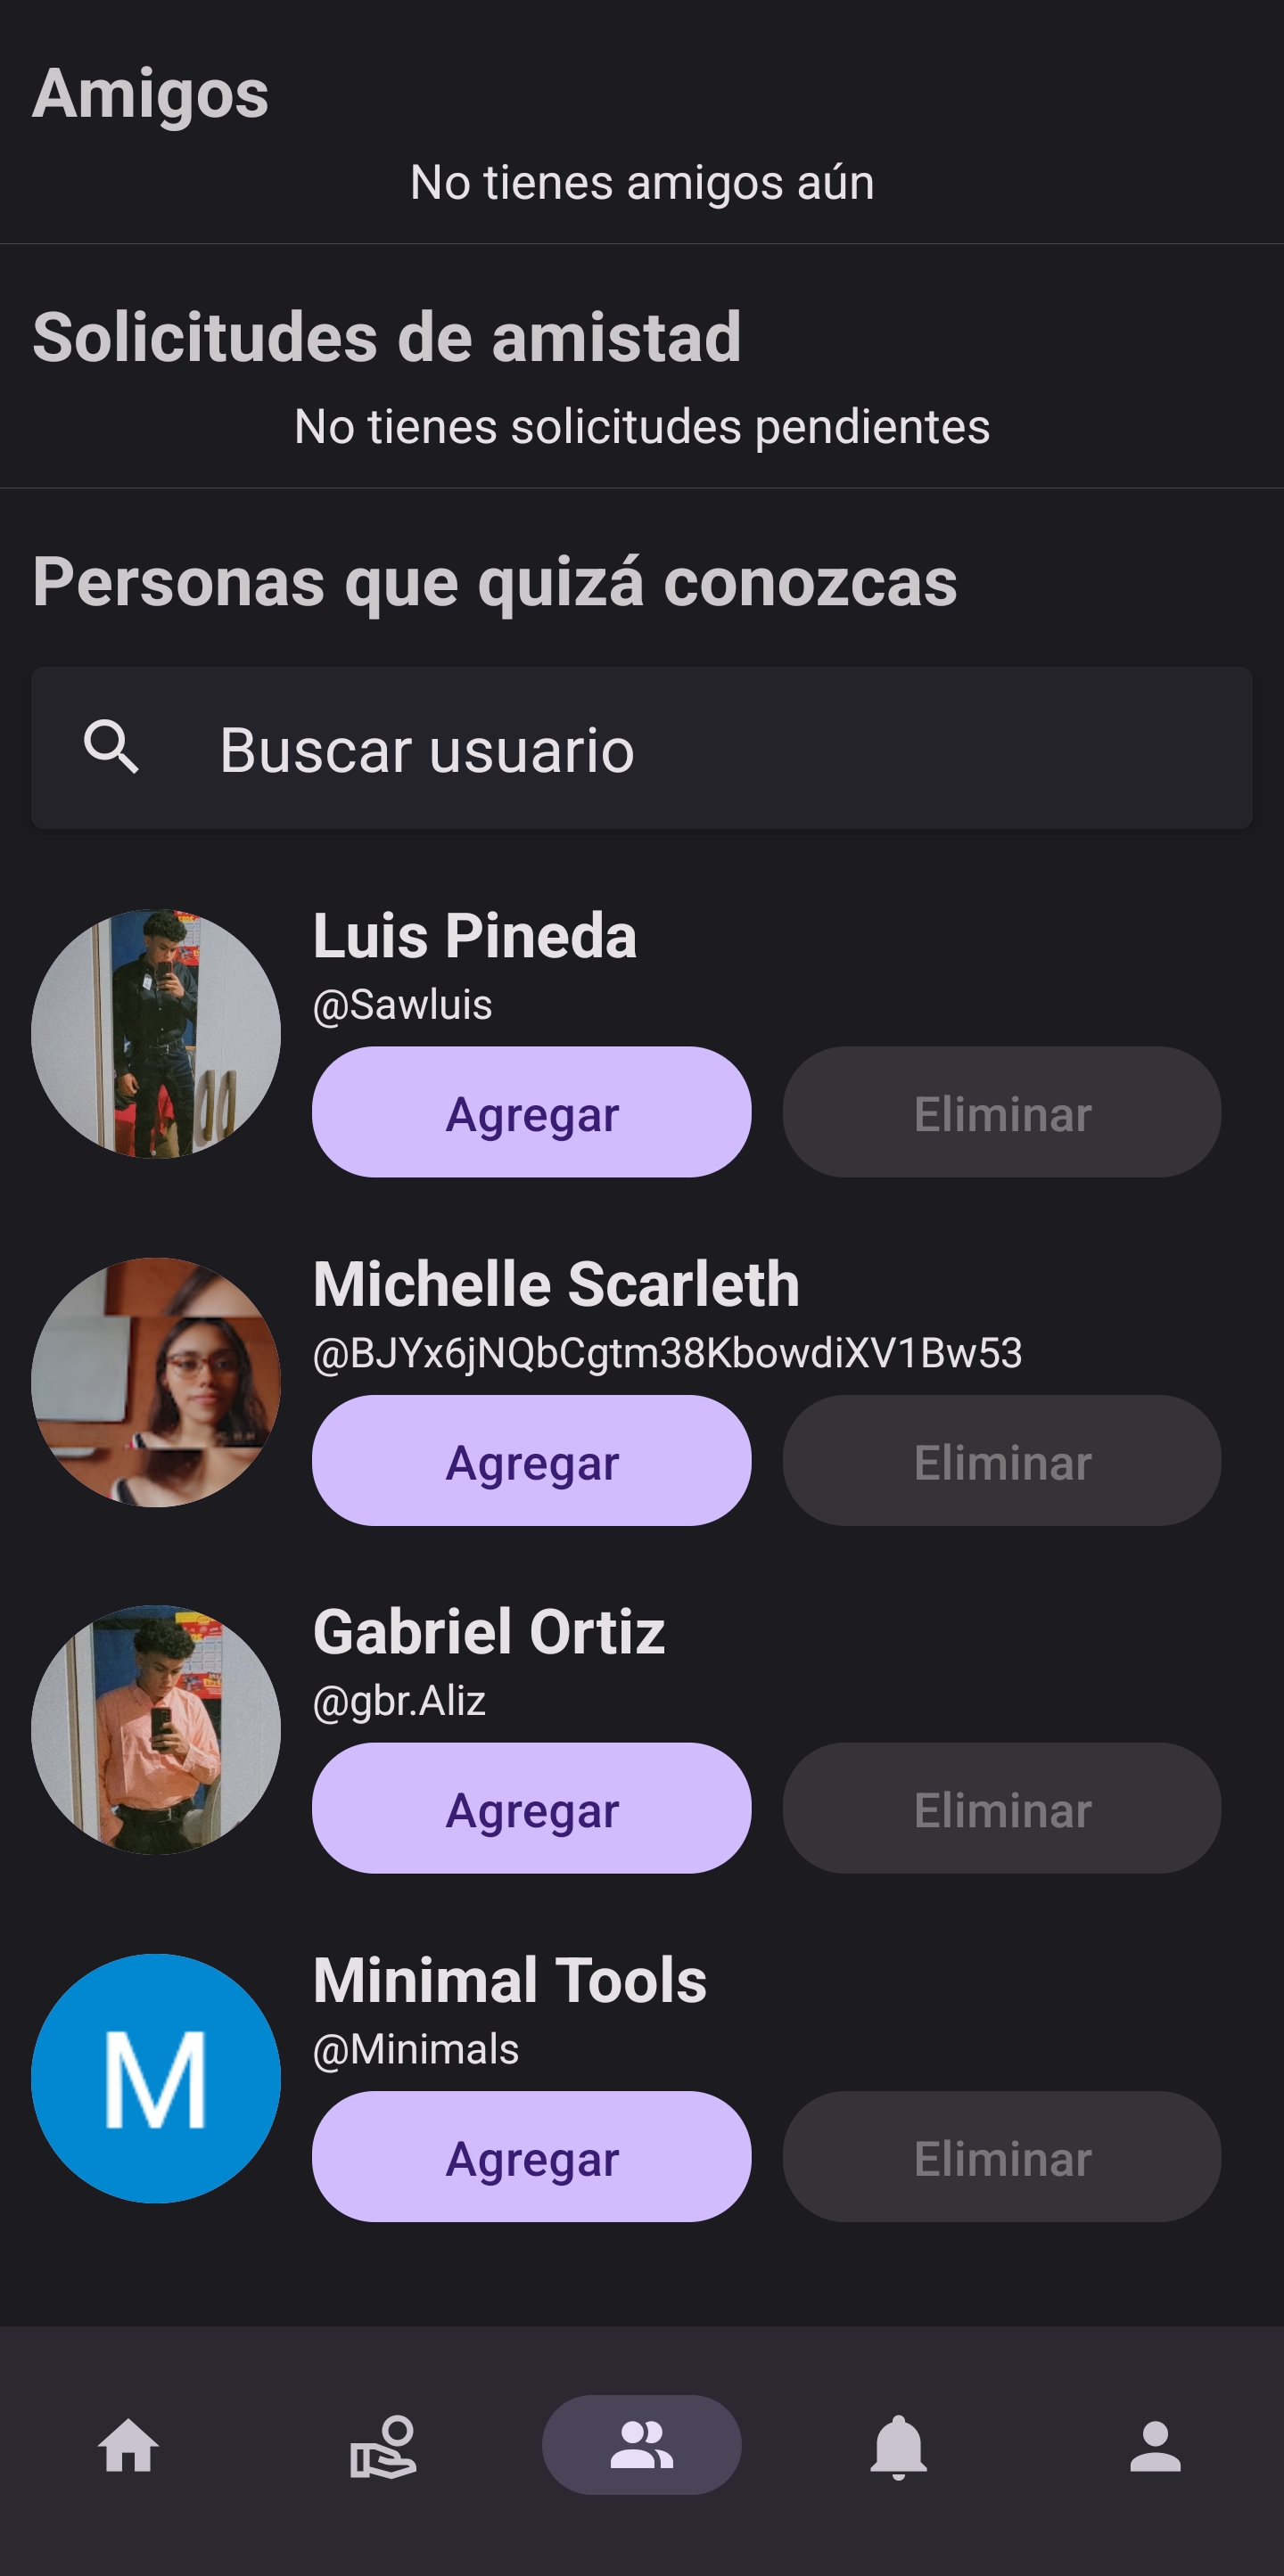 Amigos
No tienes amigos aún
Solicitudes de amistad
No tienes solicitudes pendientes
Personas que quizá conozcas
Buscar usuario
Luis Pineda
@Sawluis
Agregar Eliminar
Michelle Scarleth
@BJYx6jNQbCgtm38KbowdiXV1Bw53
Agregar Eliminar
Gabriel Ortiz
@gbr.Aliz
Agregar Eliminar
M
Minimal Tools
@Minimals
Agregar Eliminar